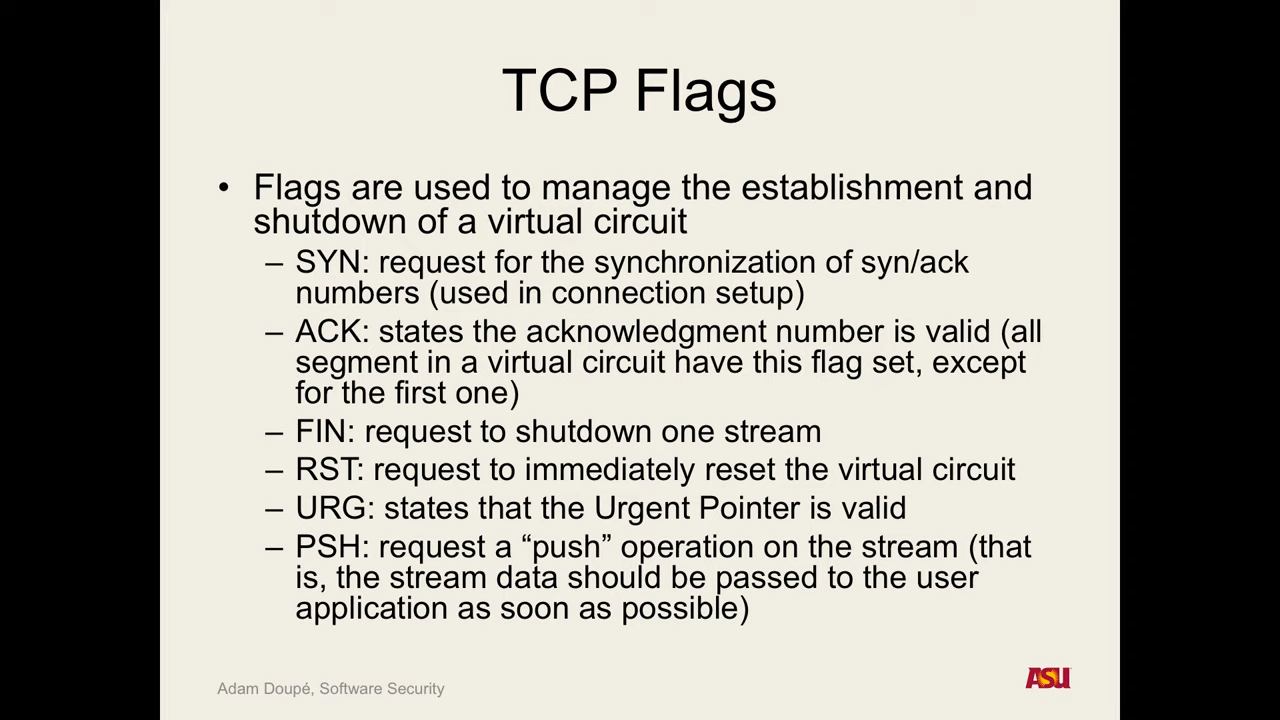 TCP Flags
• Flags are used to manage the establishment and
shutdown of a virtual circuit
– SYN: request for the synchronization of syn/ack
numbers (used in connection setup)
– ACK: states the acknowledgment number is valid (all
segment in a virtual circuit have this flag set, except
for the first one)
– FIN: request to shutdown one stream
– RST: request to immediately reset the virtual circuit
– URG: states that the Urgent Pointer is valid
– PSH: request a “push” operation on the stream (that
is, the stream data should be passed to the user
application as soon as possible)
Adam Doupé, Software Security
ASU